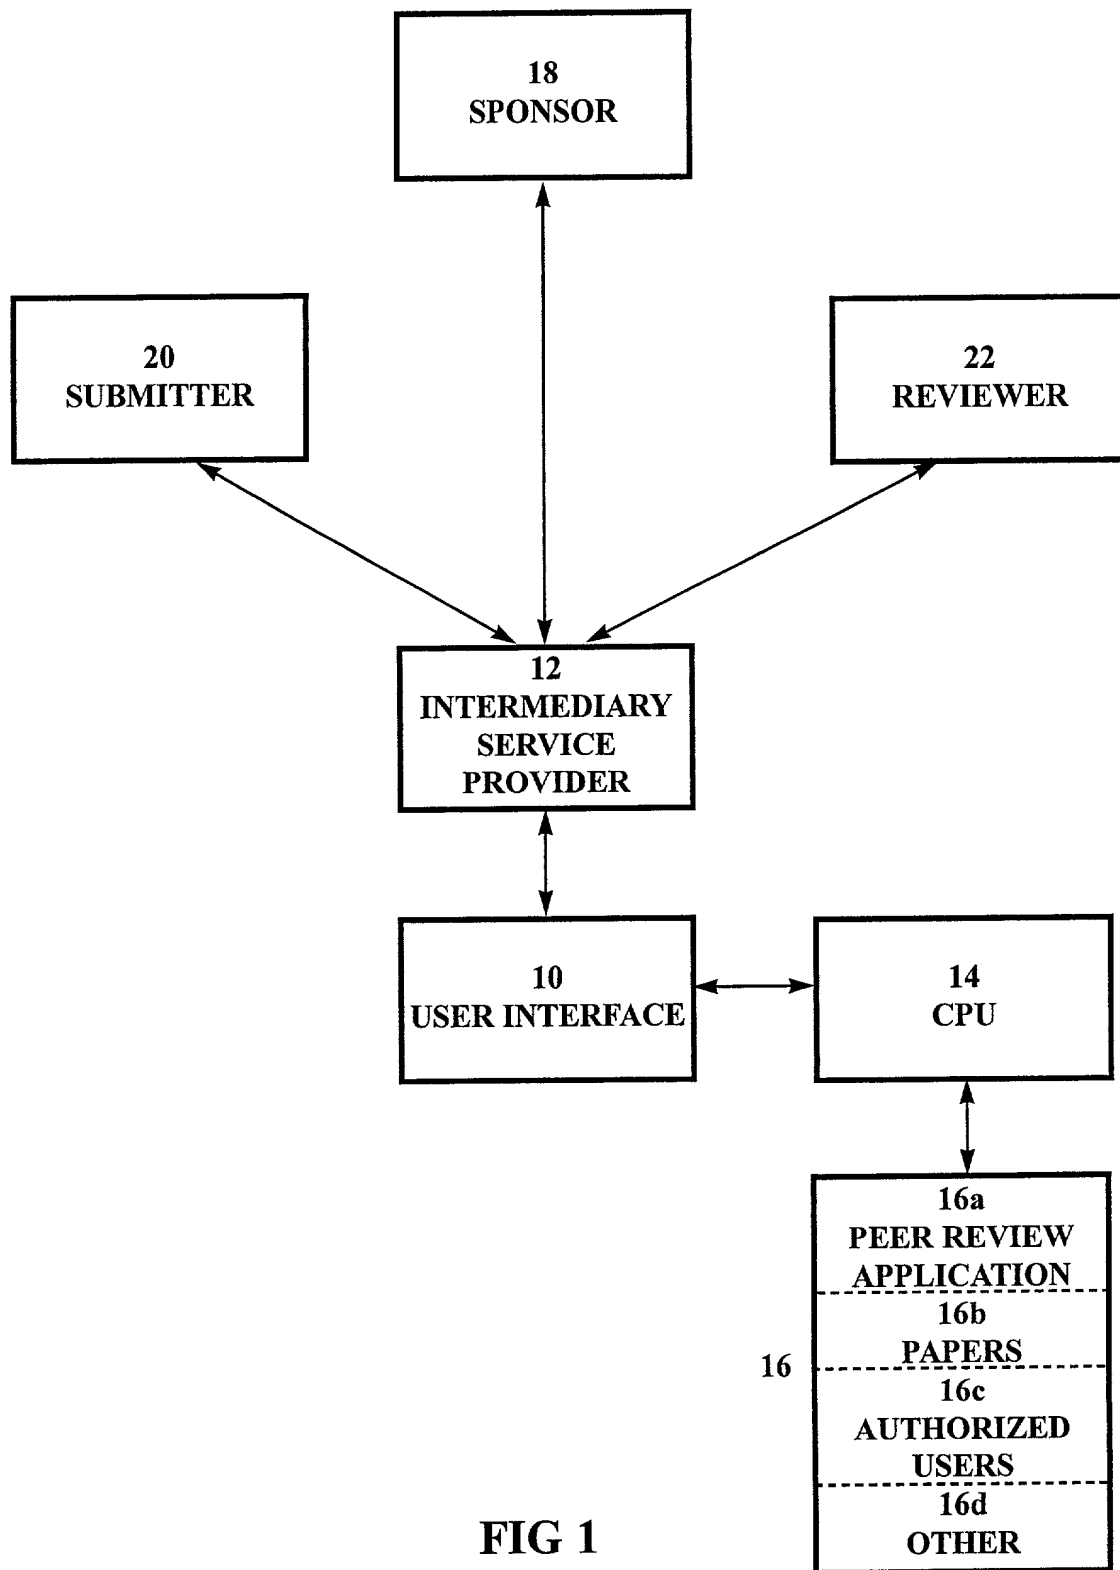 18
SPONSOR
20
SUBMITTER
22
REVIEWER
12
INTERMEDIARY
SERVICE
PROVIDER
10
USER INTERFACE
14
CPU
16
16a
PEER REVIEW
APPLICATION
16b
PAPERS
16c
AUTHORIZED
USERS
16d
OTHER
FIG 1